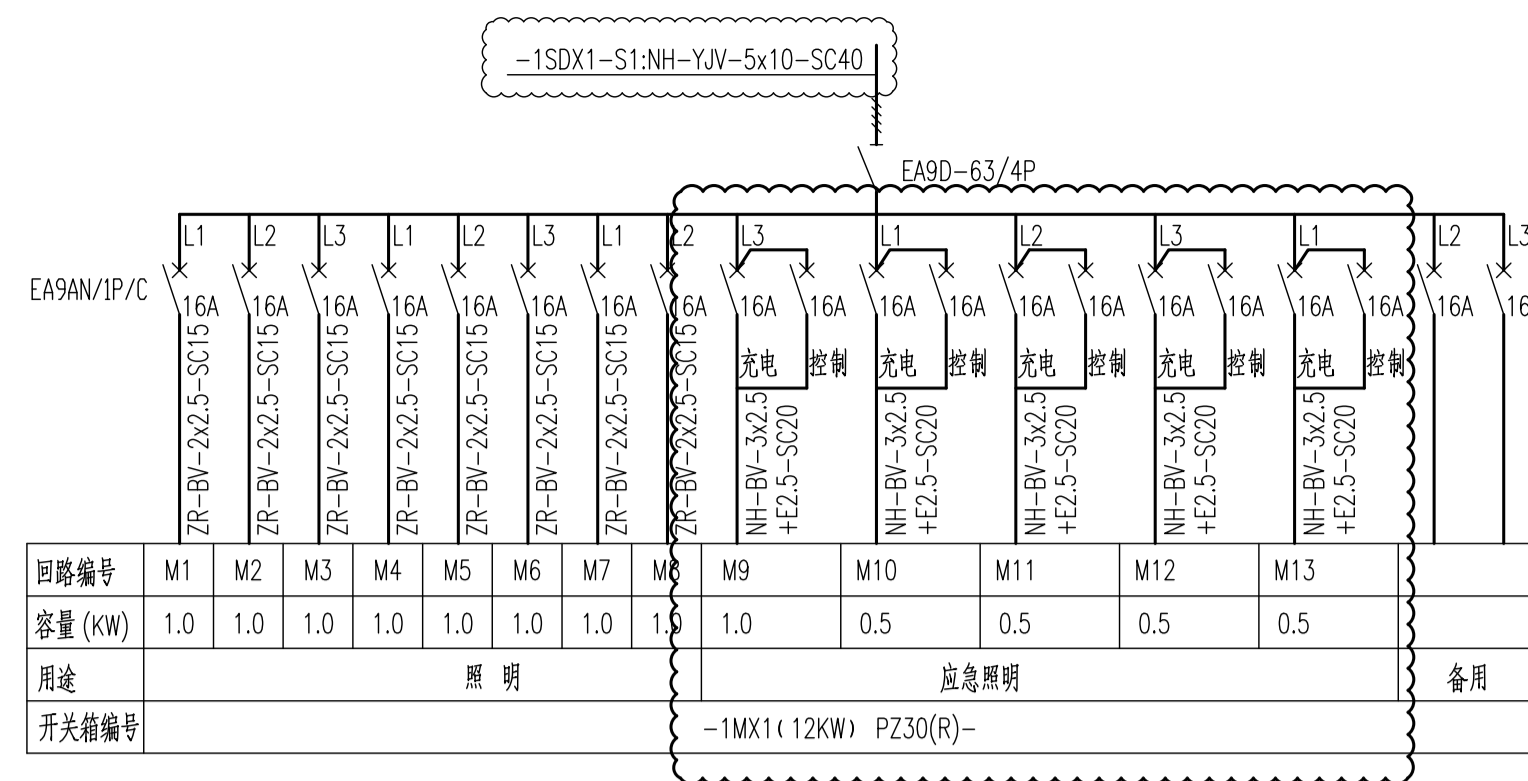 -1SDX1-S1:NH-YJV-5x10-SC40
EA9D-63/4P
L1 L2 L3 L1 L2 L3 L1 L2 L3 L1 L2 L3 L1 L2 L3
EA9AN/1P/C
16A 16A 16A 16A 16A 16A 16A 16A 16A 16A 16A 16A 16A 16A 16A 16A 16A 16A 16A 16
充电 控制 充电 控制 充电 控制 充电 控制 充电 控制
ZR-BV-2x2.5-SC15
ZR-BV-2x2.5-SC15
ZR-BV-2x2.5-SC15
ZR-BV-2x2.5-SC15
ZR-BV-2x2.5-SC15
ZR-BV-2x2.5-SC15
ZR-BV-2x2.5-SC15
ZR-BV-2x2.5-SC15
NH-BV-3x2.5
+E2.5-SC20
NH-BV-3x2.5
+E2.5-SC20
NH-BV-3x2.5
+E2.5-SC20
NH-BV-3x2.5
+E2.5-SC20
NH-BV-3x2.5
+E2.5-SC20
回路编号 M1 M2 M3 M4 M5 M6 M7 M8 M9 M10 M11 M12 M13
容量(KW) 1.0 1.0 1.0 1.0 1.0 1.0 1.0 1.0 1.0 0.5 0.5 0.5 0.5
用途 照 明 应急照明 备用
开关箱编号 -1MX1(12KW) PZ30(R)-